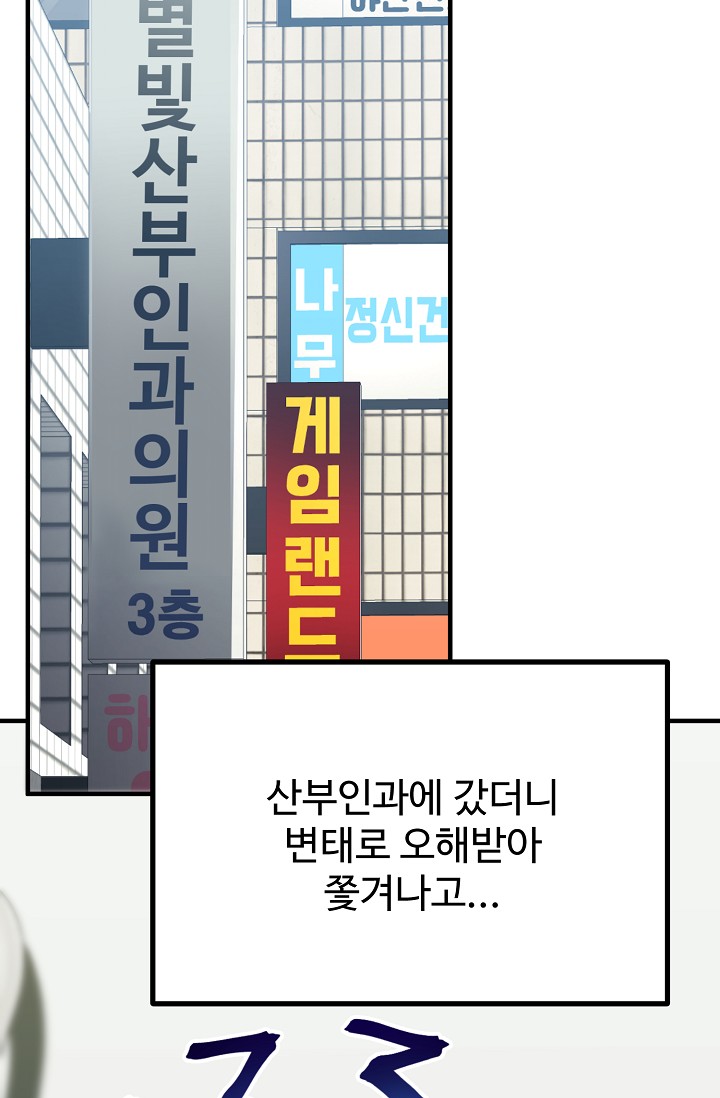 별빛산부인과의원
3층
나무
정신건
게임랜드
하
산부인과에 갔더니
변태로 오해받아
쫓겨나고…